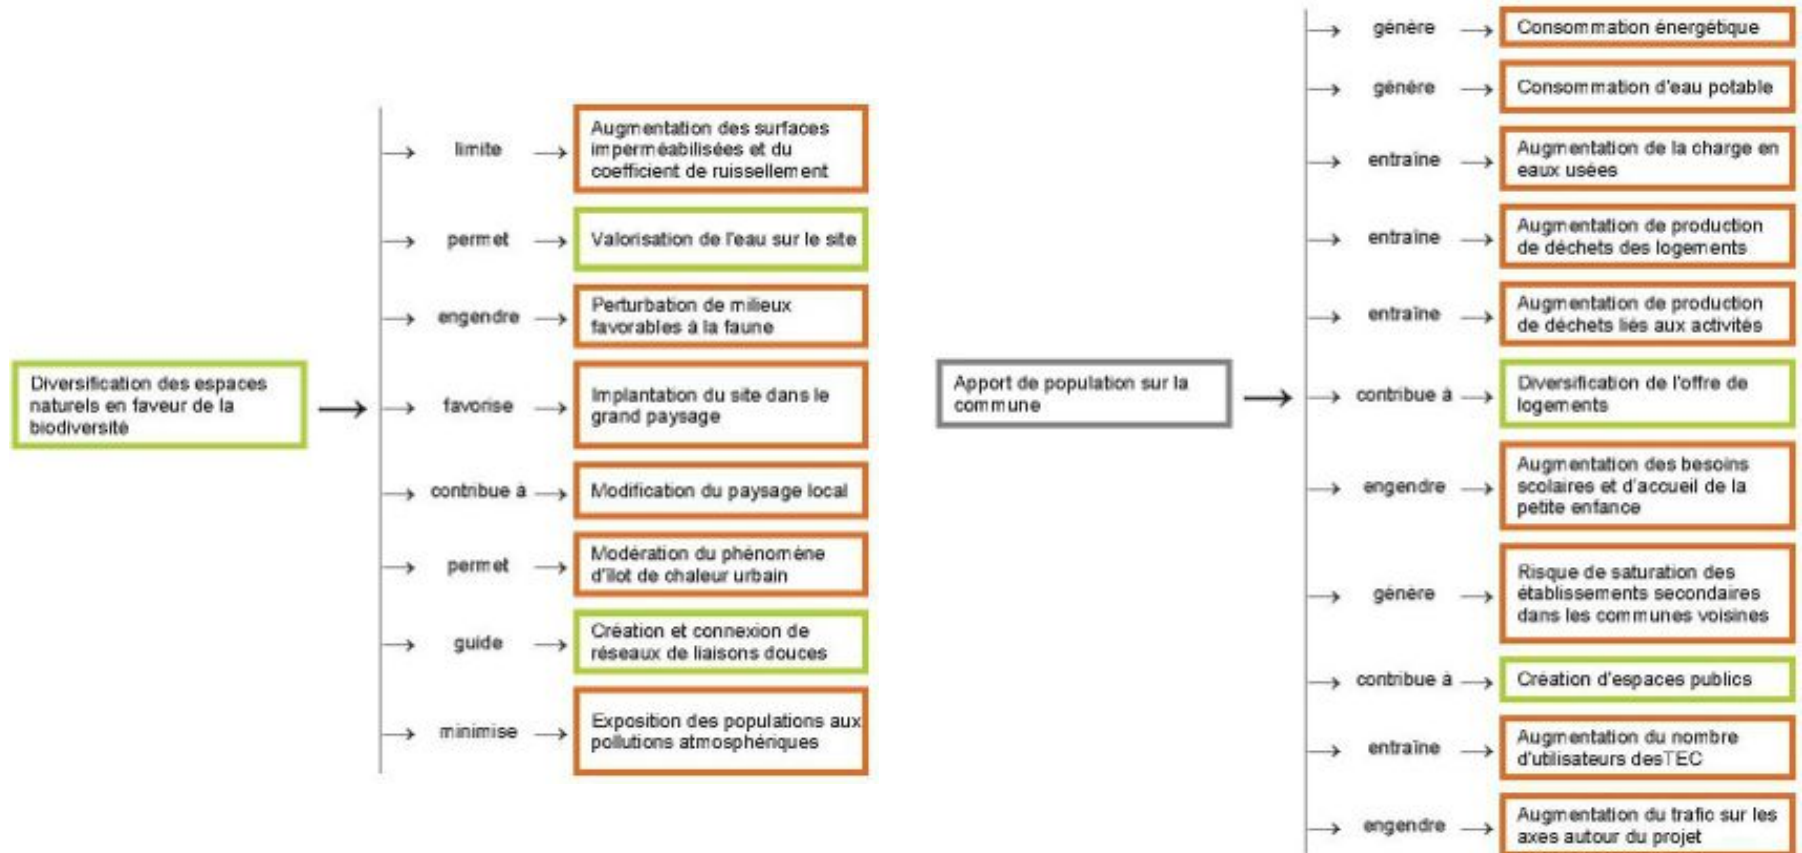 Diversification des espaces
naturels en faveur de la
biodiversité
limite
Augmentation des surfaces
imperméabilisées et du
coefficient de ruissellement
permet
Valorisation de l'eau sur le site
engendre
Perturbation de milieux
favorables à la faune
favorise
Implantation du site dans le
grand paysage
contribue à
Modification du paysage local
permet
Modération du phénomène
d'îlot de chaleur urbain
guide
Création et connexion de
réseaux de liaisons douces
minimise
Exposition des populations aux
pollutions atmosphériques
Apport de population sur la
commune
génère
Consommation énergétique
génère
Consommation d'eau potable
entraîne
Augmentation de la charge en
eaux usées
entraîne
Augmentation de production
de déchets des logements
entraîne
Augmentation de production
de déchets liés aux activités
contribue à
Diversification de l'offre de
logements
engendre
Augmentation des besoins
scolaires et d'accueil de la
petite enfance
génère
Risque de saturation des
établissements secondaires
dans les communes voisines
contribue à
Création d'espaces publics
entraîne
Augmentation du nombre
d'utilisateurs desTEC
engendre
Augmentation du trafic sur les
axes autour du projet